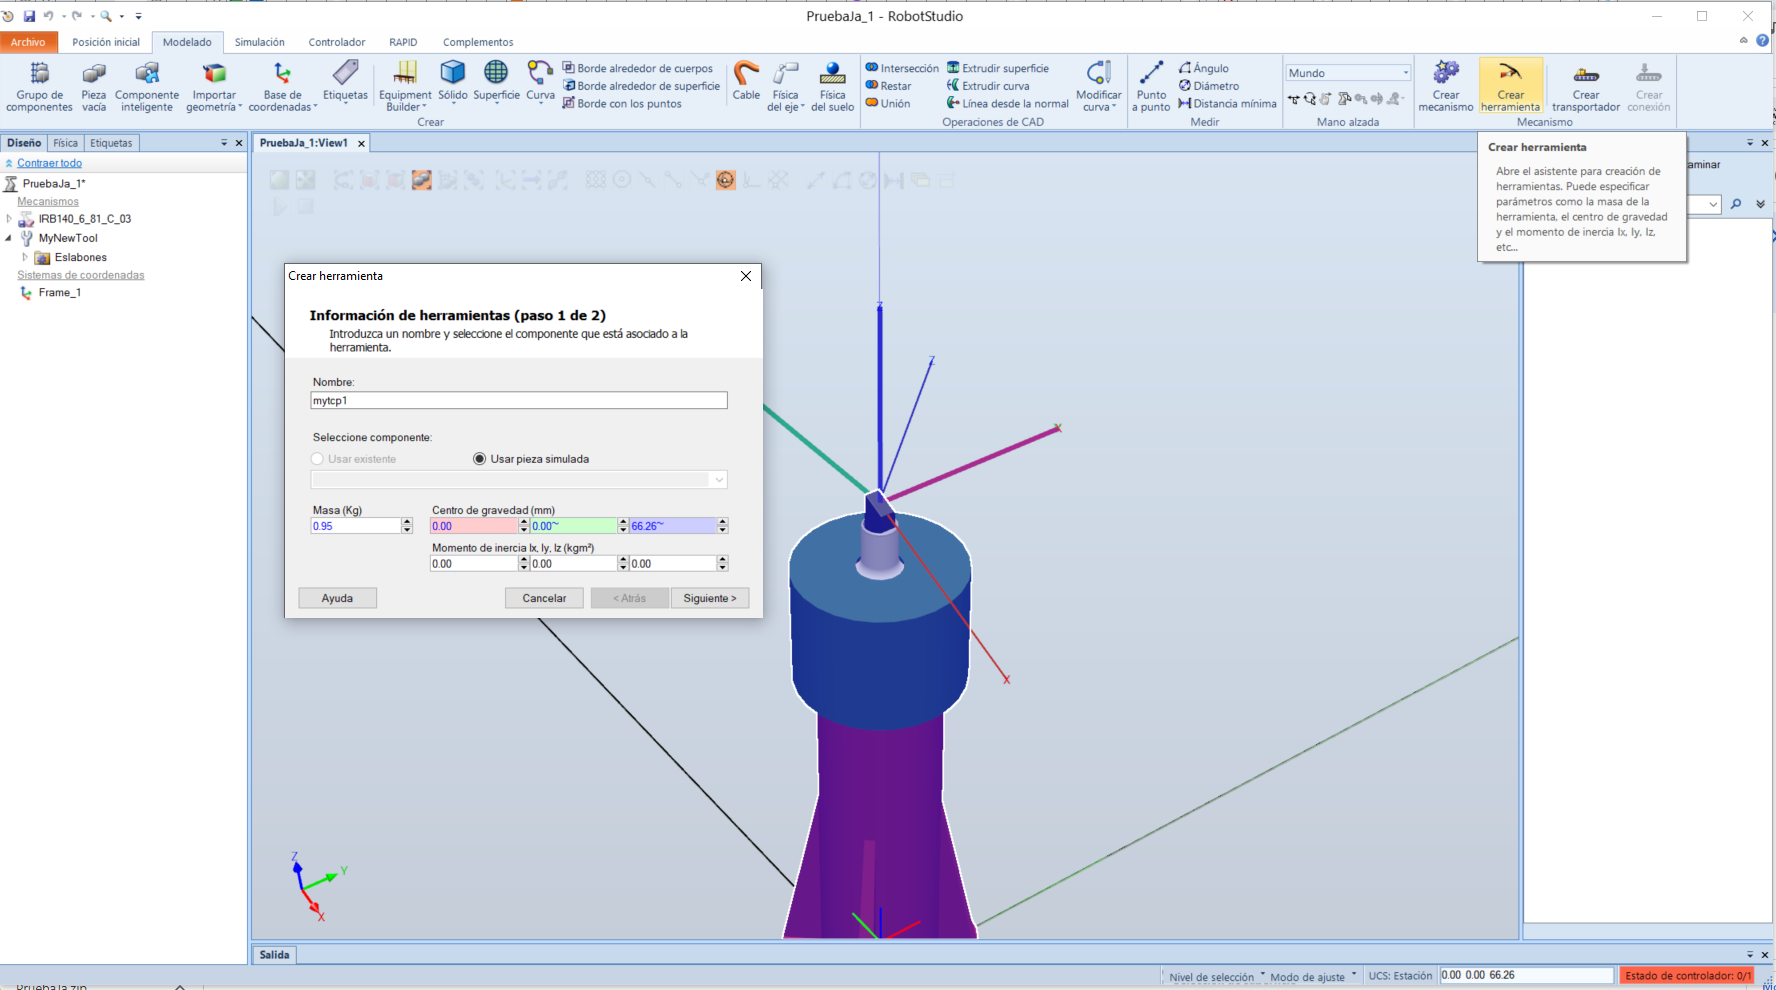 PruebaJa_1 - RobotStudio
Archivo
Posición inicial
Modelado
Simulación
Controlador
RAPID
Complementos
Grupo de componentes
Pieza vacía
Componente inteligente
Importar geometría
Base de coordenadas
Etiquetas
Equipment Builder
Sólido
Superficie
Curva
Borde alrededor de cuerpos
Borde alrededor de superficie
Borde con los puntos
Crear
Cable
Física del eje
Física del suelo
Intersección
Restar
Unión
Extrudir superficie
Extrudir curva
Línea desde la normal
Modificar curva
Operaciones de CAD
Punto a punto
Ángulo
Diámetro
Distancia mínima
Medir
Mundo
Mano alzada
Crear mecanismo
Crear herramienta
Crear transportador
Crear conexión
Mecanismo
Diseño
Física
Etiquetas
Contraer todo
PruebaJa_1*
Mecanismos
IRB140_6_81_C_03
MyNewTool
Eslabones
Sistemas de coordenadas
Frame_1
PruebaJa_1:View1
Crear herramienta
Abre el asistente para creación de
herramientas. Puede especificar
parámetros como la masa de la
herramienta, el centro de gravedad
y el momento de inercia Ix, Iy, Iz,
etc...
aminar
Crear herramienta
Información de herramientas (paso 1 de 2)
Introduzca un nombre y seleccione el componente que está asociado a la
herramienta.
Nombre:
mytcp1
Seleccione componente:
Usar existente
Usar pieza simulada
Masa (Kg)
Centro de gravedad (mm)
0.95
0.00
0.00~
66.26~
Momento de inercia Ix, Iy, Iz (kgm²)
0.00
0.00
0.00
Ayuda
Cancelar
< Atrás
Siguiente >
Z
Z
X
X
Z
Y
X
Salida
Nivel de selección
Modo de ajuste
UCS: Estación
0.00 0.00 66.26
Estado de controlador: 0/1
PruebaJa.zip